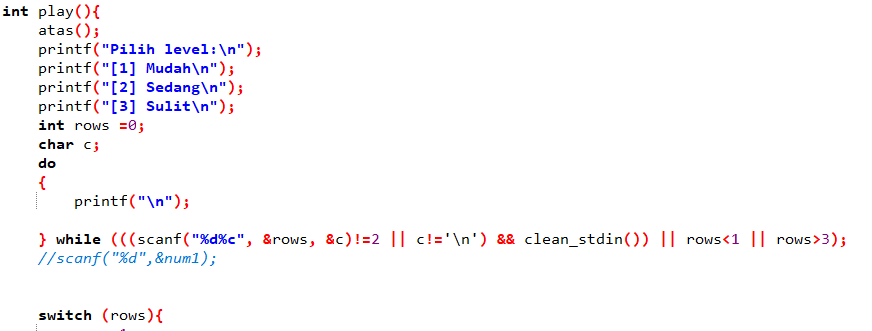 int play(){
atas();
printf("Pilih level:\n");
printf("[1] Mudah\n");
printf("[2] Sedang\n");
printf("[3] Sulit\n");
int rows =0;
char c;
do
{
printf("\n");
} while (((scanf("%d%c", &rows, &c)!=2 || c!='\n') && clean_stdin()) || rows<1 || rows>3);
//scanf("%d",&num1);
switch (rows){